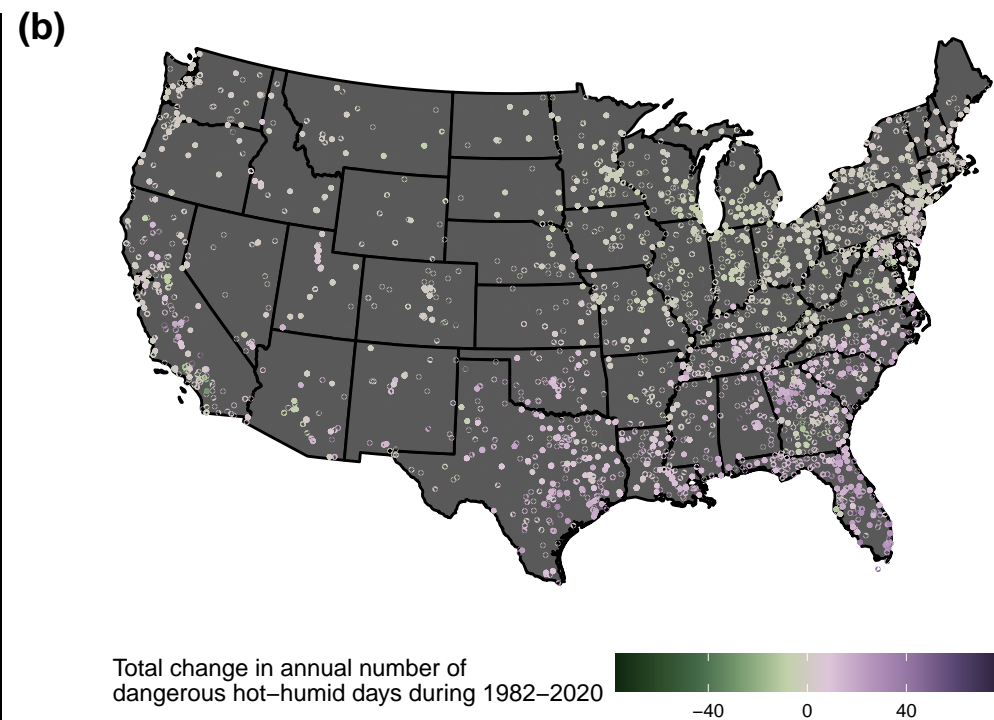 (b)
Total change in annual number of
dangerous hot−humid days during 1982−2020
−40 0 40